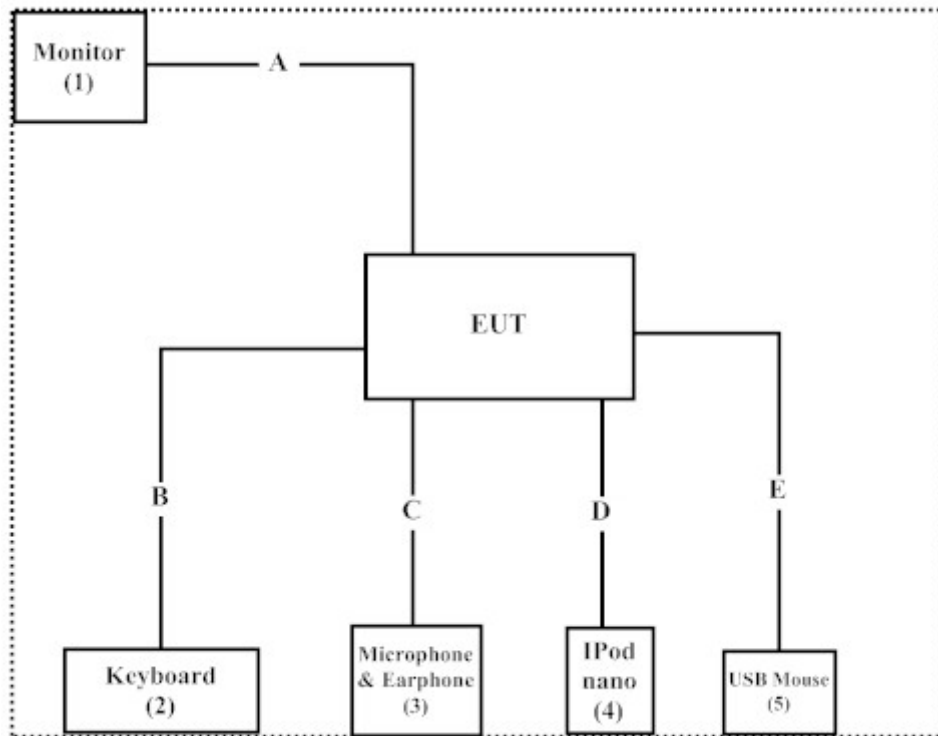 Monitor
(1)
A
EUT
B
C
D
E
Keyboard
(2)
Microphone
& Earphone
(3)
IPod
nano
(4)
USB Mouse
(5)